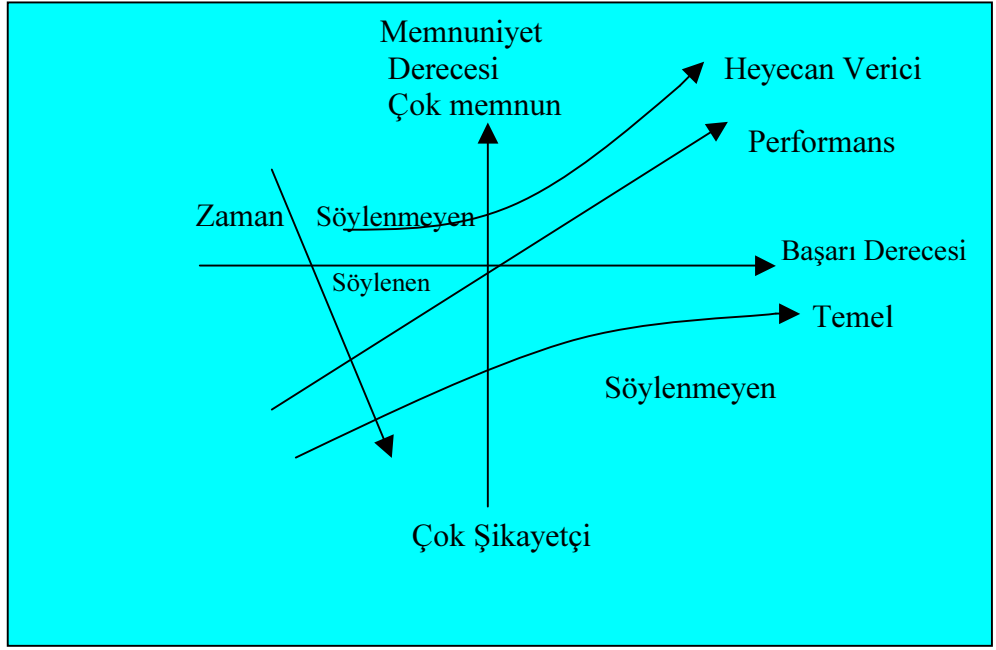 Memnuniyet
Derecesi
Çok memnun
Heyecan Verici
Performans
Zaman
Söylenmeyen
Başarı Derecesi
Söylenen
Temel
Söylenmeyen
Çok Şikayetçi